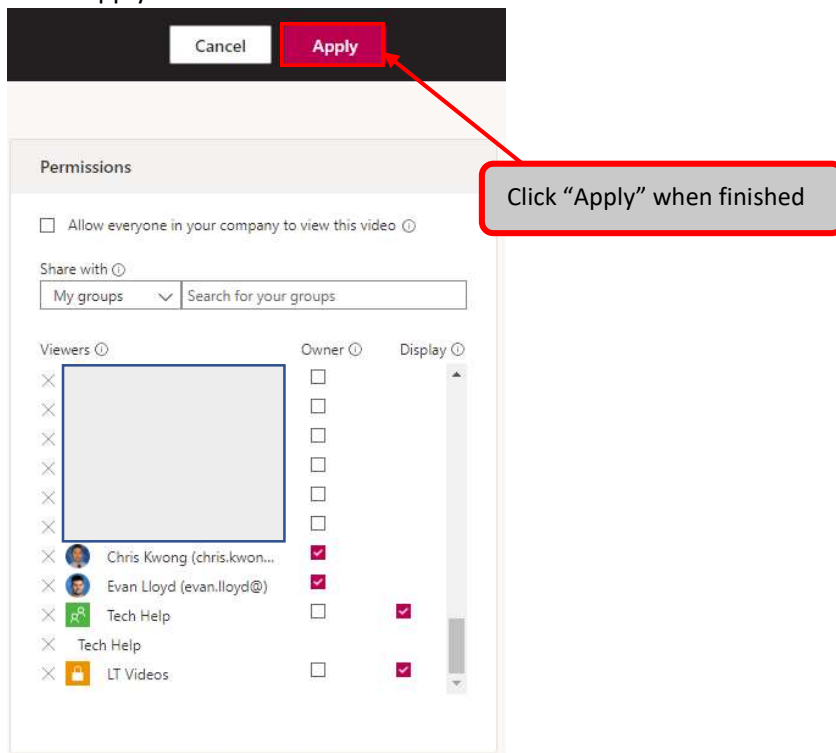 Cancel Apply
Click “Apply” when finished
Permissions
Allow everyone in your company to view this video
Share with
My groups Search for your groups
Viewers Owner Display
Chris Kwong (chris.kwon...
Evan Lloyd (evan.lloyd@)
Tech Help
Tech Help
LT Videos